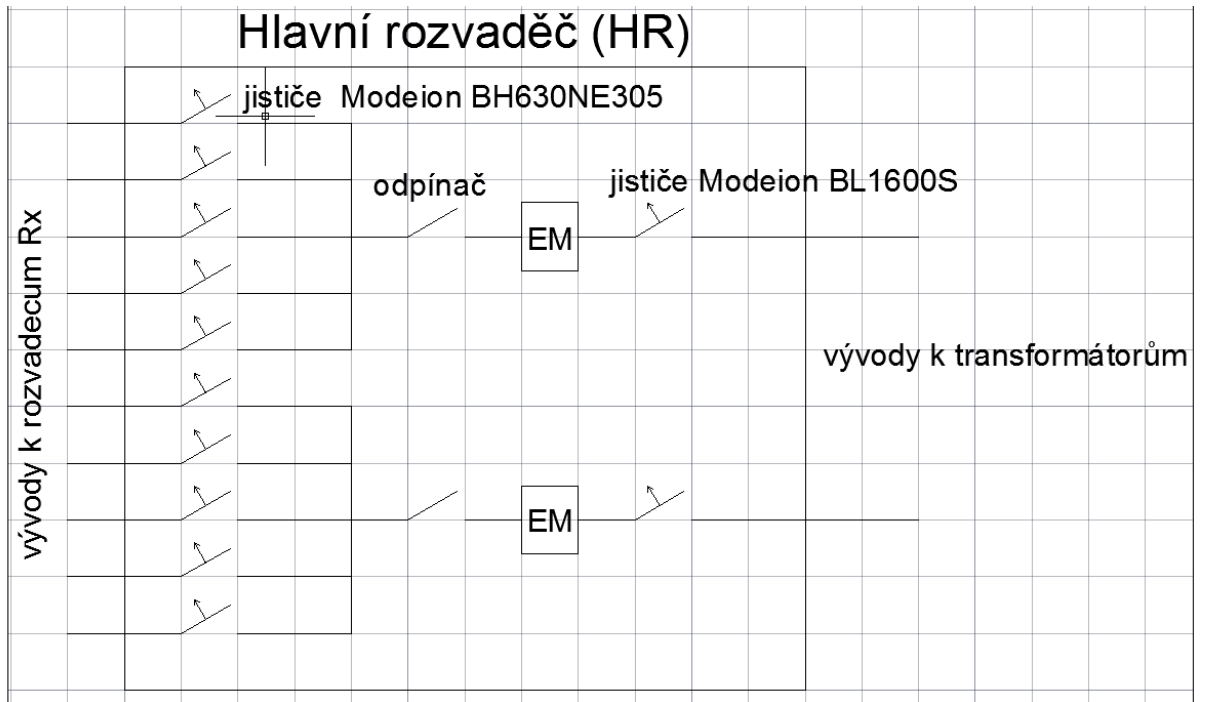 Hlavní rozvaděč (HR)
jističe Modeion BH630NE305
odpínač
jističe Modeion BL1600S
EM
vývody k rozvadecum Rx
vývody k transformátorům
EM